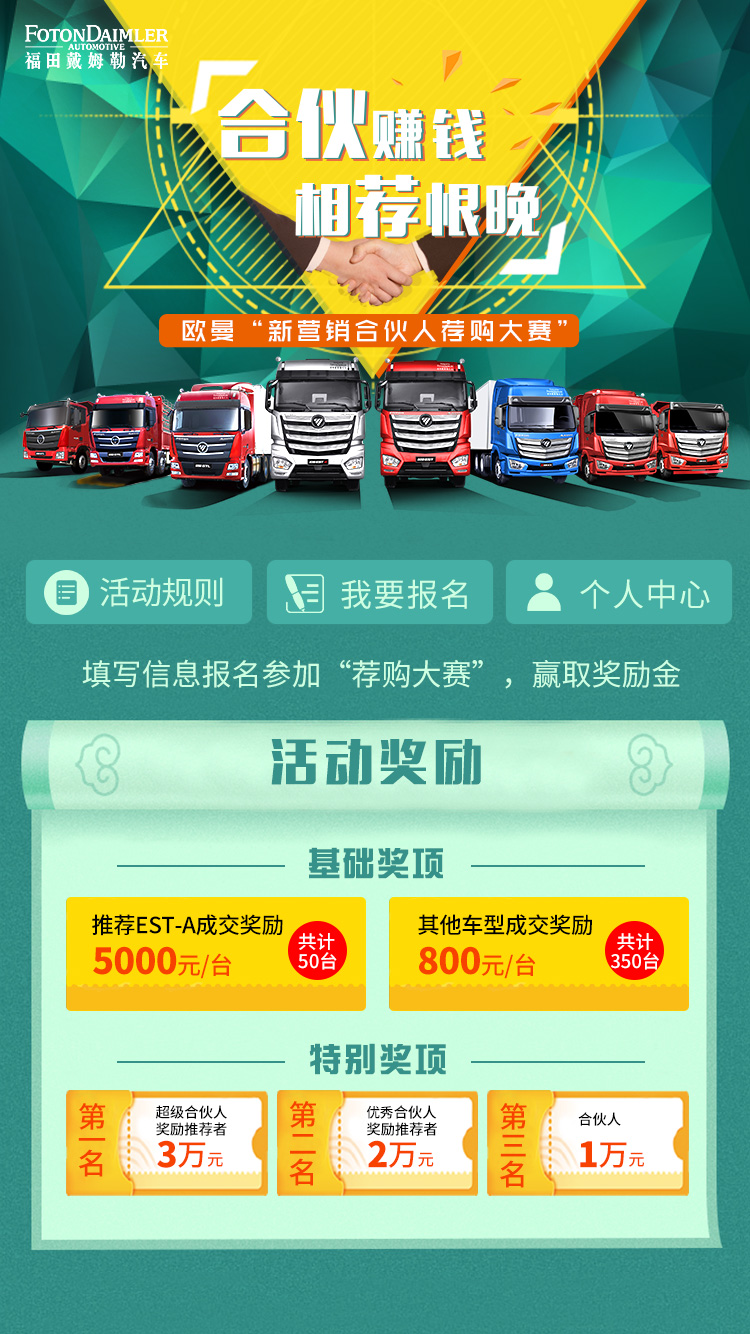 FOTONDAIMLER
AUTOMOTIVE
福田戴姆勒汽车
合伙赚钱
相荐恨晚
欧曼“新营销合伙人荐购大赛”
活动规则
我要报名
个人中心
填写信息报名参加“荐购大赛”，赢取奖励金
活动奖励
基础奖项
推荐EST-A成交奖励
5000元/台
共计
50台
其他车型成交奖励
800元/台
共计
350台
特别奖项
第一名
超级合伙人
奖励推荐者
3万元
第二名
优秀合伙人
奖励推荐者
2万元
第三名
合伙人
1万元